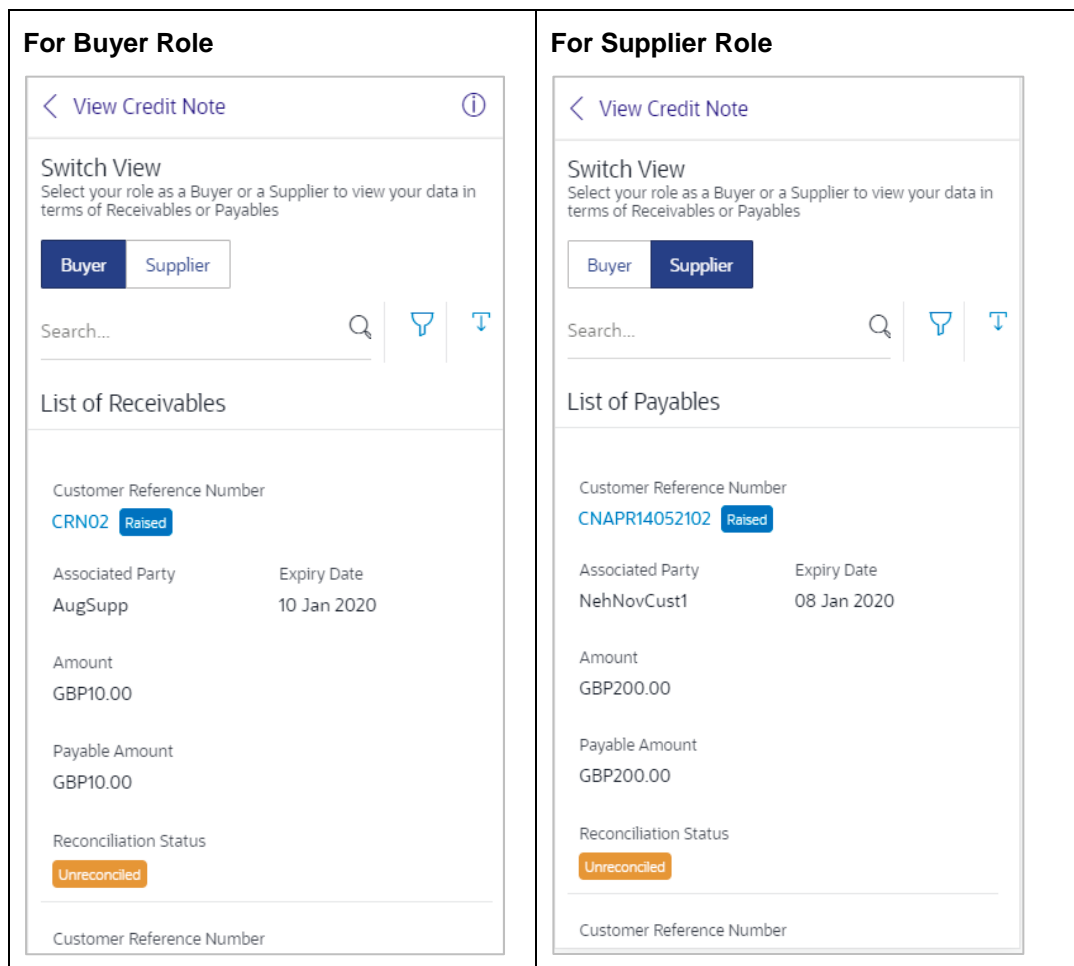 For Buyer Role
View Credit Note
Switch View
Select your role as a Buyer or a Supplier to view your data in
terms of Receivables or Payables
Buyer Supplier
Search...
List of Receivables
Customer Reference Number
CRN02 Raised
Associated Party Expiry Date
AugSupp 10 Jan 2020
Amount
GBP10.00
Payable Amount
GBP10.00
Reconciliation Status
Unreconciled
Customer Reference Number
For Supplier Role
View Credit Note
Switch View
Select your role as a Buyer or a Supplier to view your data in
terms of Receivables or Payables
Buyer Supplier
Search...
List of Payables
Customer Reference Number
CNAPR14052102 Raised
Associated Party Expiry Date
NehNovCust1 08 Jan 2020
Amount
GBP200.00
Payable Amount
GBP200.00
Reconciliation Status
Unreconciled
Customer Reference Number